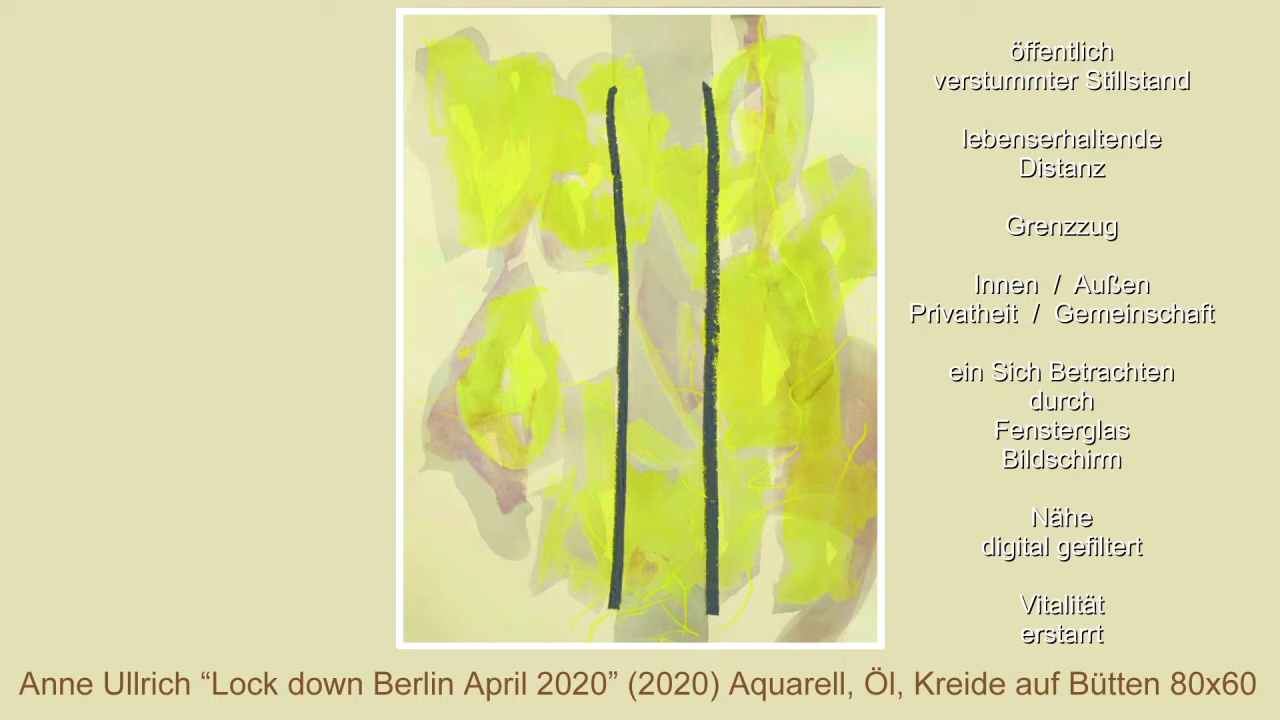 öffentlich
verstummter Stillstand
lebenserhaltende
Distanz
Grenzzug
Innen / Außen
Privatheit / Gemeinschaft
ein Sich Betrachten
durch
Fensterglas
Bildschirm
Nähe
digital gefiltert
Vitalität
erstarrt
Anne Ullrich “Lock down Berlin April 2020” (2020) Aquarell, Öl, Kreide auf Bütten 80x60